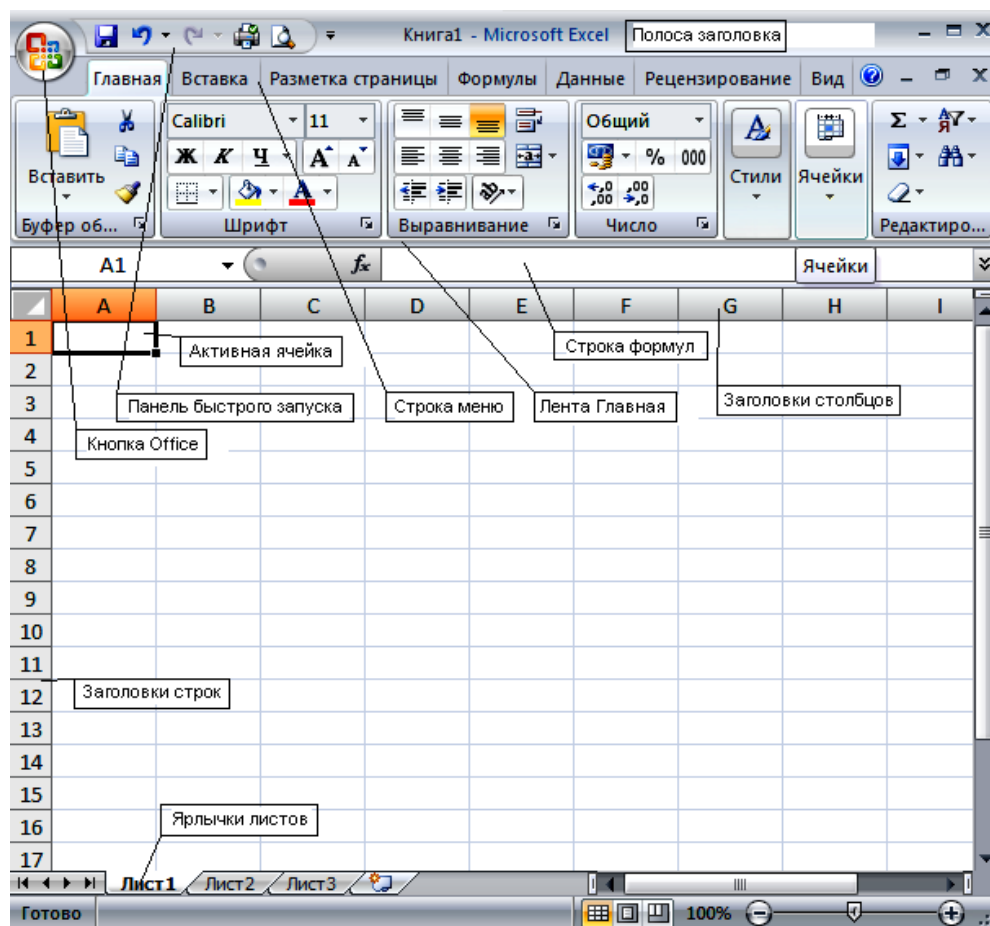 Книга1 - Microsoft Excel Полоса заголовка
Главная Вставка Разметка страницы Формулы Данные Рецензирование Вид
Calibri 11 Общий
Ж К Ч А А % 000
Вставить Стили Ячейки
Буфер об... Шрифт Выравнивание Число Редактиро...
A1 fx Ячейки
A B C D E F G H I
1
Активная ячейка Строка формул
2
3 Панель быстрого запуска Строка меню Лента Главная Заголовки столбцов
4 Кнопка Office
5
6
7
8
9
10
11
12 Заголовки строк
13
14
15
16 Ярлычки листов
17
Лист1 Лист2 Лист3
Готово 100%